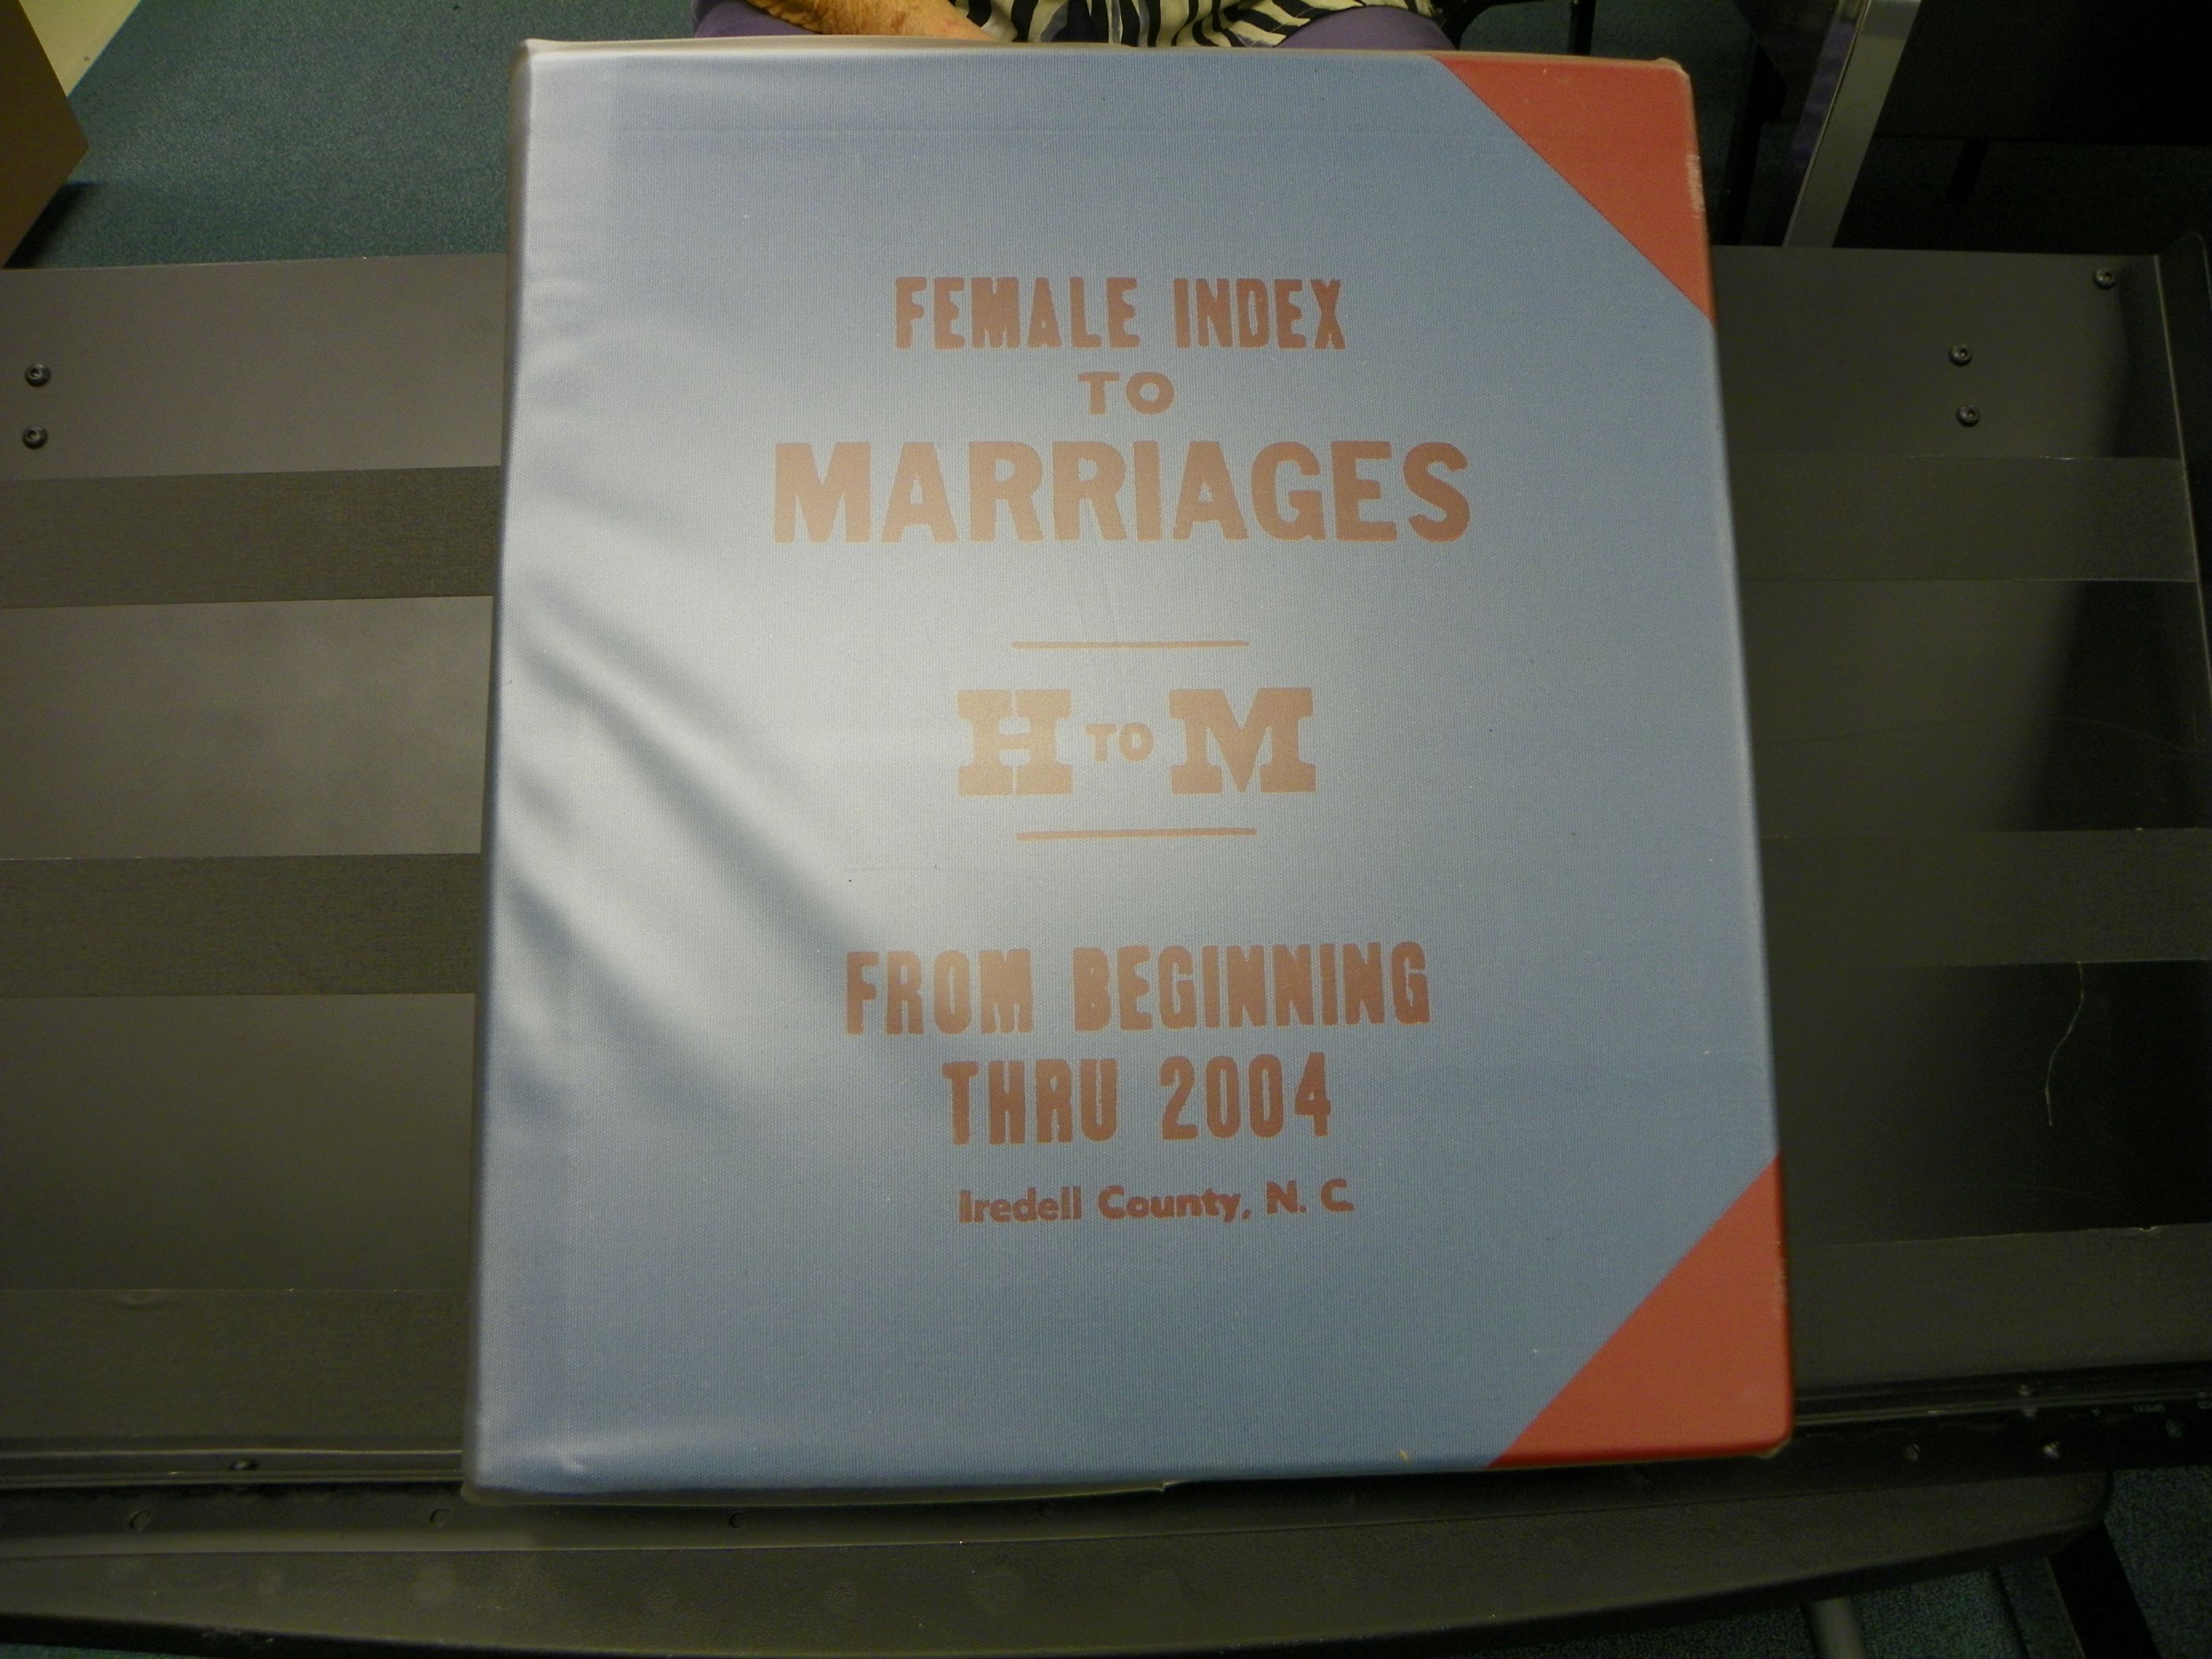 FEMALE INDEX
TO
MARRIAGES
H TO M
FROM BEGINNING
THRU 2004
Iredell County, N. C.